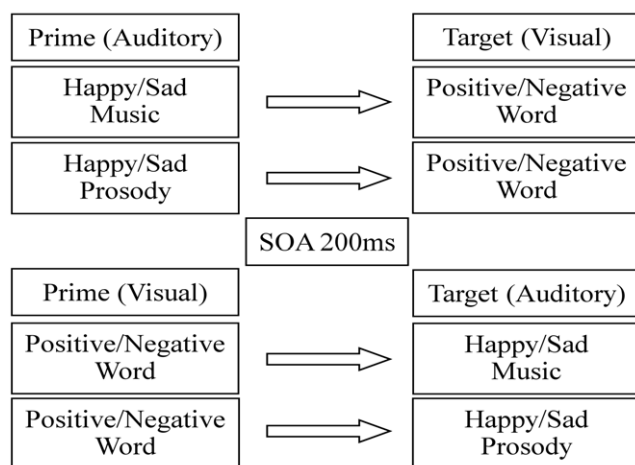 Prime (Auditory)
Target (Visual)
Happy/Sad
Music
Positive/Negative
Word
Happy/Sad
Prosody
Positive/Negative
Word
SOA 200ms
Prime (Visual)
Target (Auditory)
Positive/Negative
Word
Happy/Sad
Music
Positive/Negative
Word
Happy/Sad
Prosody